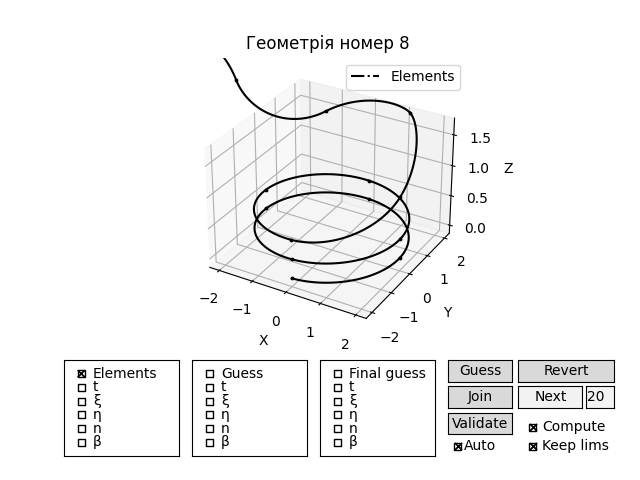 Геометрія номер 8
Elements
1.5
1.0
0.5
0.0
Z
−2
−1
0
1
2
X
−2
−1
0
1
2
Y
Elements
t
ξ
η
n
β
Guess
t
ξ
η
n
β
Final guess
t
ξ
η
n
β
Guess Revert
Join Next 20
Validate Compute
Auto Keep lims